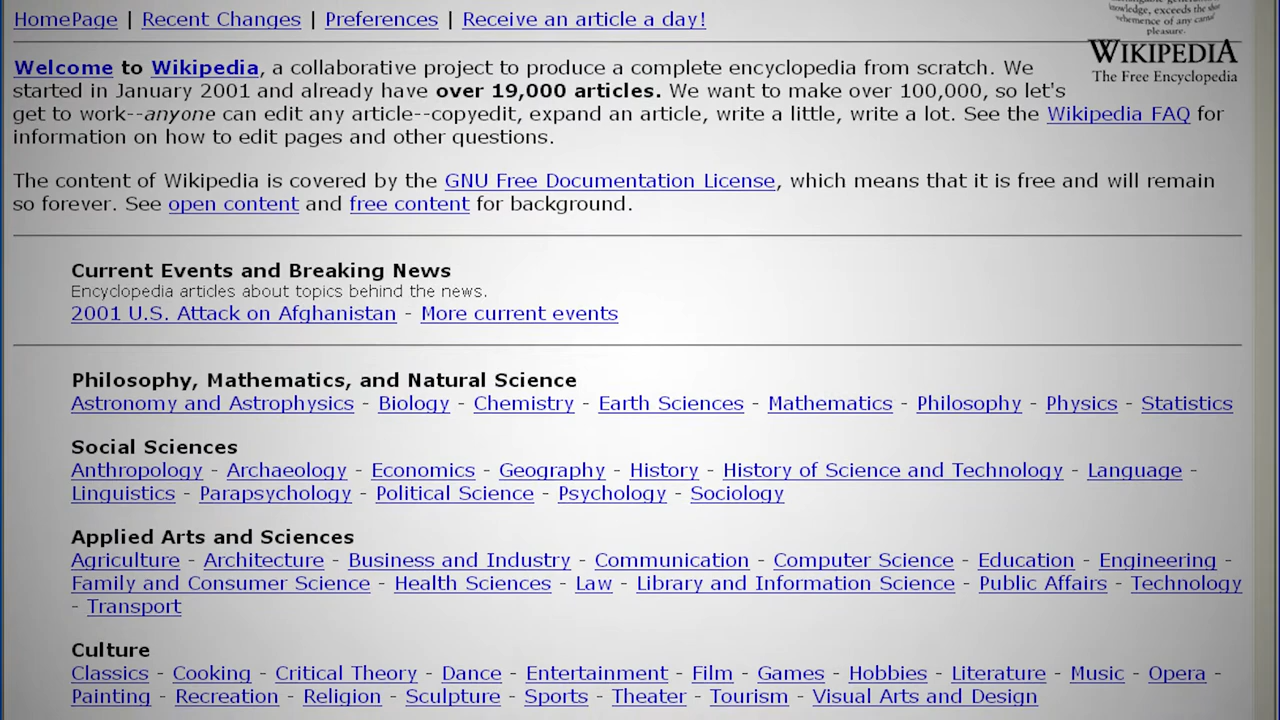 HomePage | Recent Changes | Preferences | Receive an article a day!
knowledge, exceeds the
vehemence of any carnal
pleasure.
WIKIPEDIA
The Free Encyclopedia
Welcome to Wikipedia, a collaborative project to produce a complete encyclopedia from scratch. We
started in January 2001 and already have over 19,000 articles. We want to make over 100,000, so let's
get to work--anyone can edit any article--copyedit, expand an article, write a little, write a lot. See the Wikipedia FAQ for
information on how to edit pages and other questions.
The content of Wikipedia is covered by the GNU Free Documentation License, which means that it is free and will remain
so forever. See open content and free content for background.
Current Events and Breaking News
Encyclopedia articles about topics behind the news.
2001 U.S. Attack on Afghanistan - More current events
Philosophy, Mathematics, and Natural Science
Astronomy and Astrophysics - Biology - Chemistry - Earth Sciences - Mathematics - Philosophy - Physics - Statistics
Social Sciences
Anthropology - Archaeology - Economics - Geography - History - History of Science and Technology - Language -
Linguistics - Parapsychology - Political Science - Psychology - Sociology
Applied Arts and Sciences
Agriculture - Architecture - Business and Industry - Communication - Computer Science - Education - Engineering -
Family and Consumer Science - Health Sciences - Law - Library and Information Science - Public Affairs - Technology
- Transport
Culture
Classics - Cooking - Critical Theory - Dance - Entertainment - Film - Games - Hobbies - Literature - Music - Opera -
Painting - Recreation - Religion - Sculpture - Sports - Theater - Tourism - Visual Arts and Design